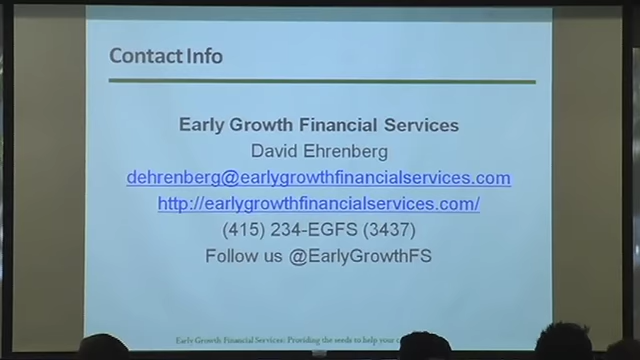 Contact Info
Early Growth Financial Services
David Ehrenberg
dehrenberg@earlygrowthfinancialservices.com
http://earlygrowthfinancialservices.com/
(415) 234-EGFS (3437)
Follow us @EarlyGrowthFS
Early Growth Financial Services: Providing the seeds to help your